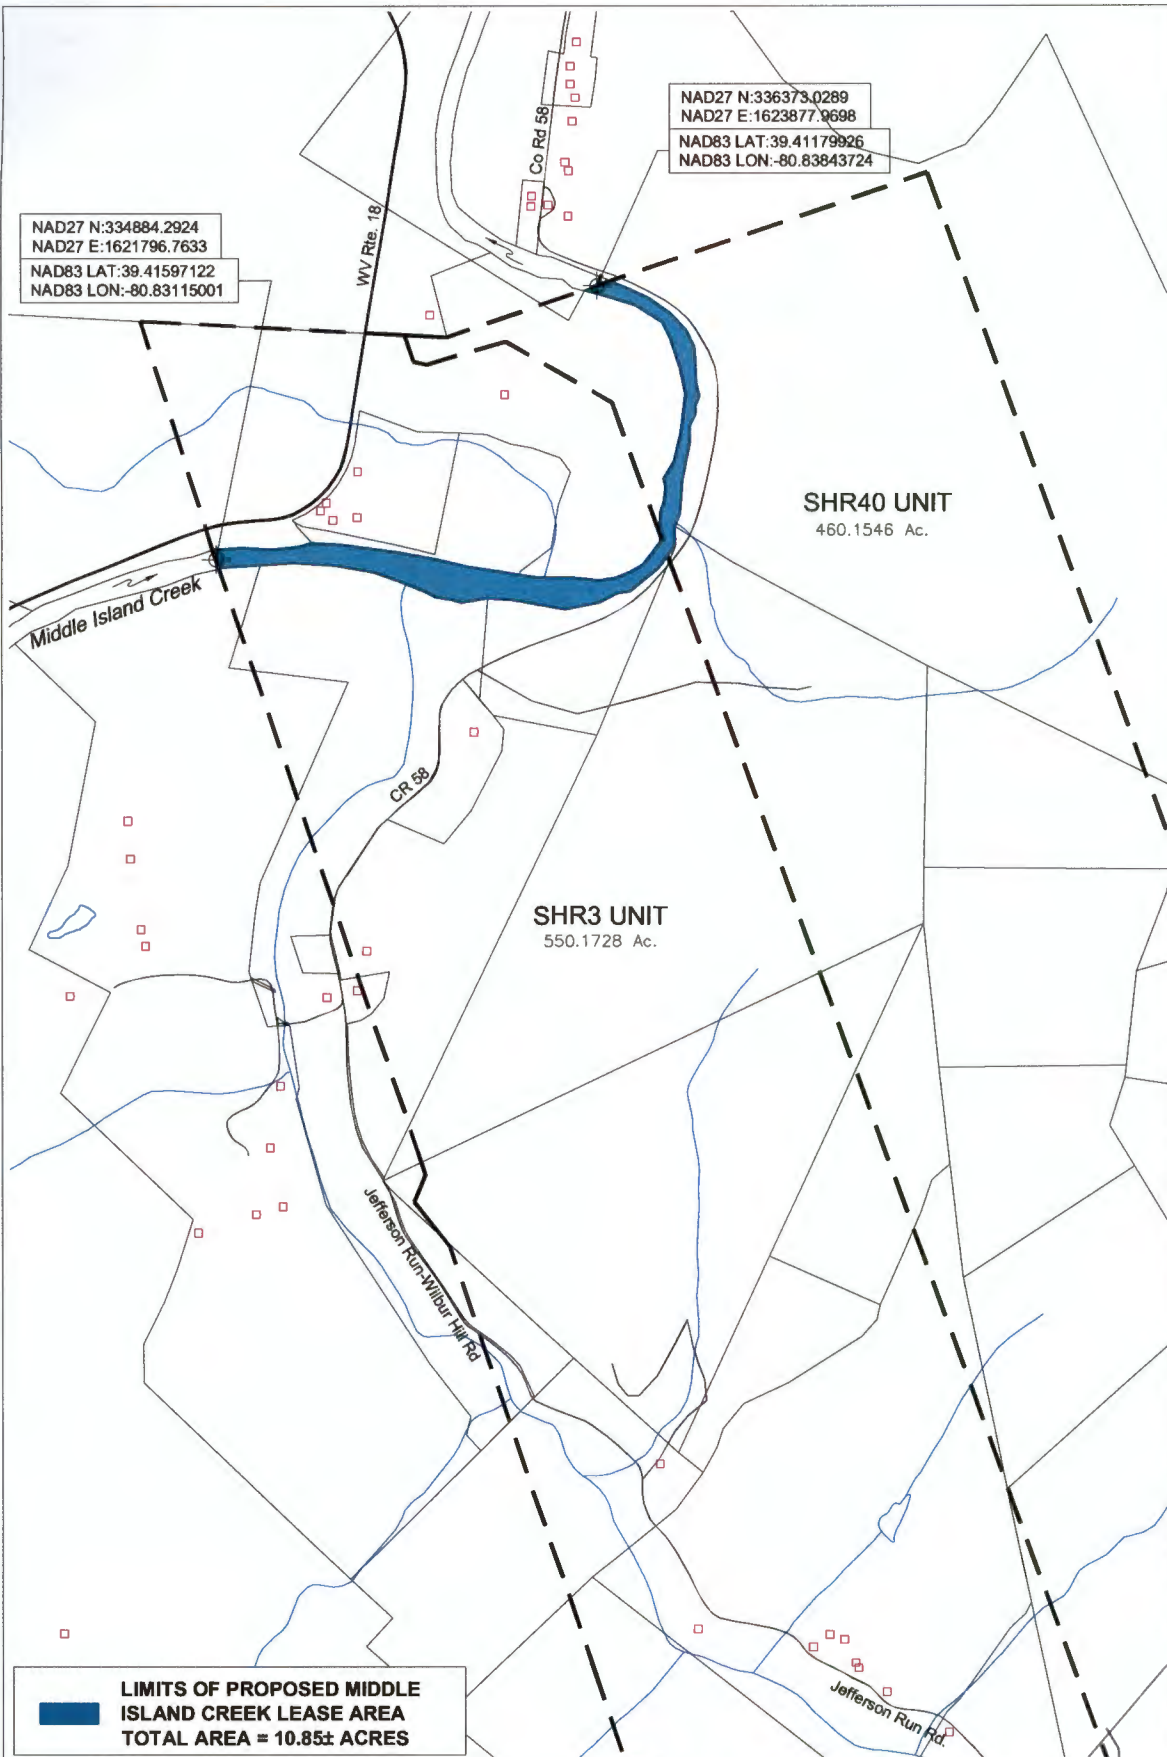 NAD27 N:336373.0289
NAD27 E:1623877.9698
NAD83 LAT:39.41179926
NAD83 LON:-80.83843724
Co Rd 58
WV Rte. 18
NAD27 N:334884.2924
NAD27 E:1621796.7633
NAD83 LAT:39.41597122
NAD83 LON:-80.83115001
SHR40 UNIT
460.1546 Ac.
Middle Island Creek
CR 58
SHR3 UNIT
550.1728 Ac.
Jefferson Run-Wilbur Hill Rd
Jefferson Run Rd.
LIMITS OF PROPOSED MIDDLE
ISLAND CREEK LEASE AREA
TOTAL AREA = 10.85± ACRES